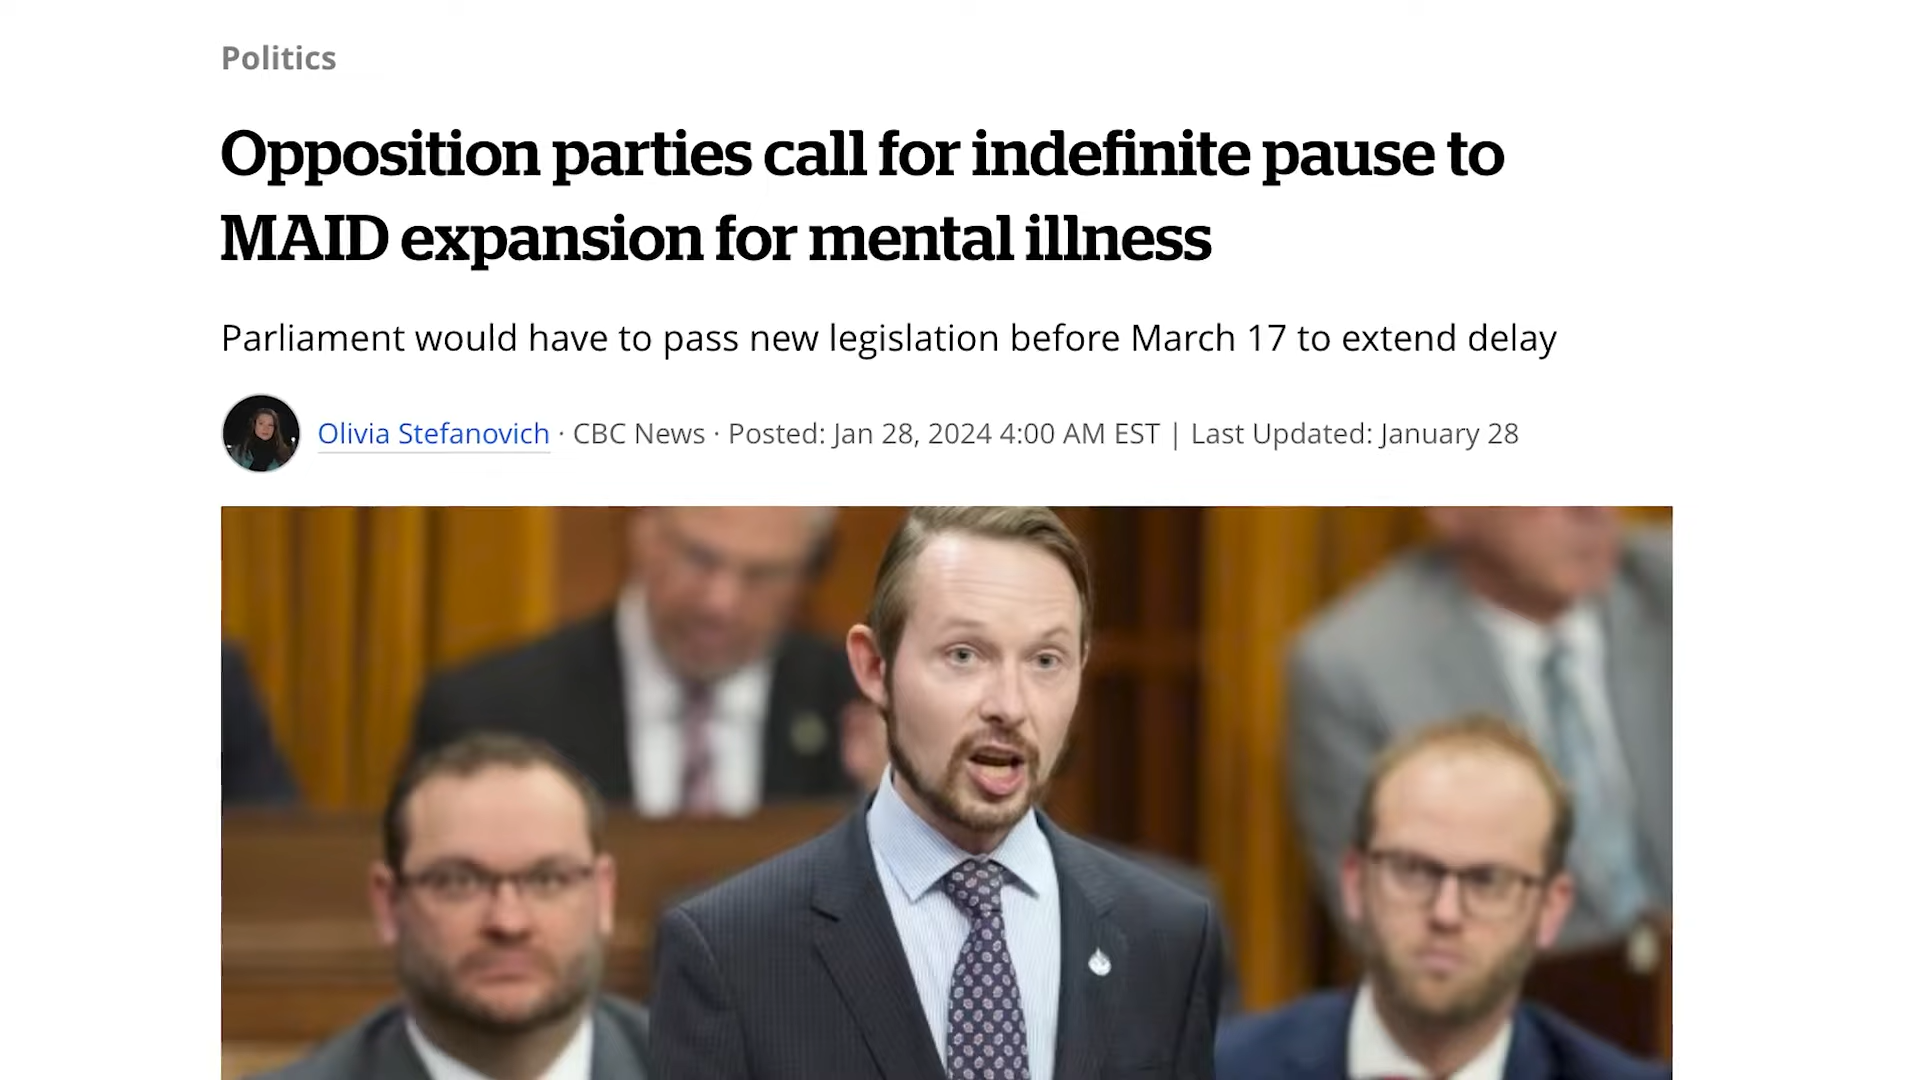 Politics
Opposition parties call for indefinite pause to
MAID expansion for mental illness
Parliament would have to pass new legislation before March 17 to extend delay
Olivia Stefanovich · CBC News · Posted: Jan 28, 2024 4:00 AM EST | Last Updated: January 28